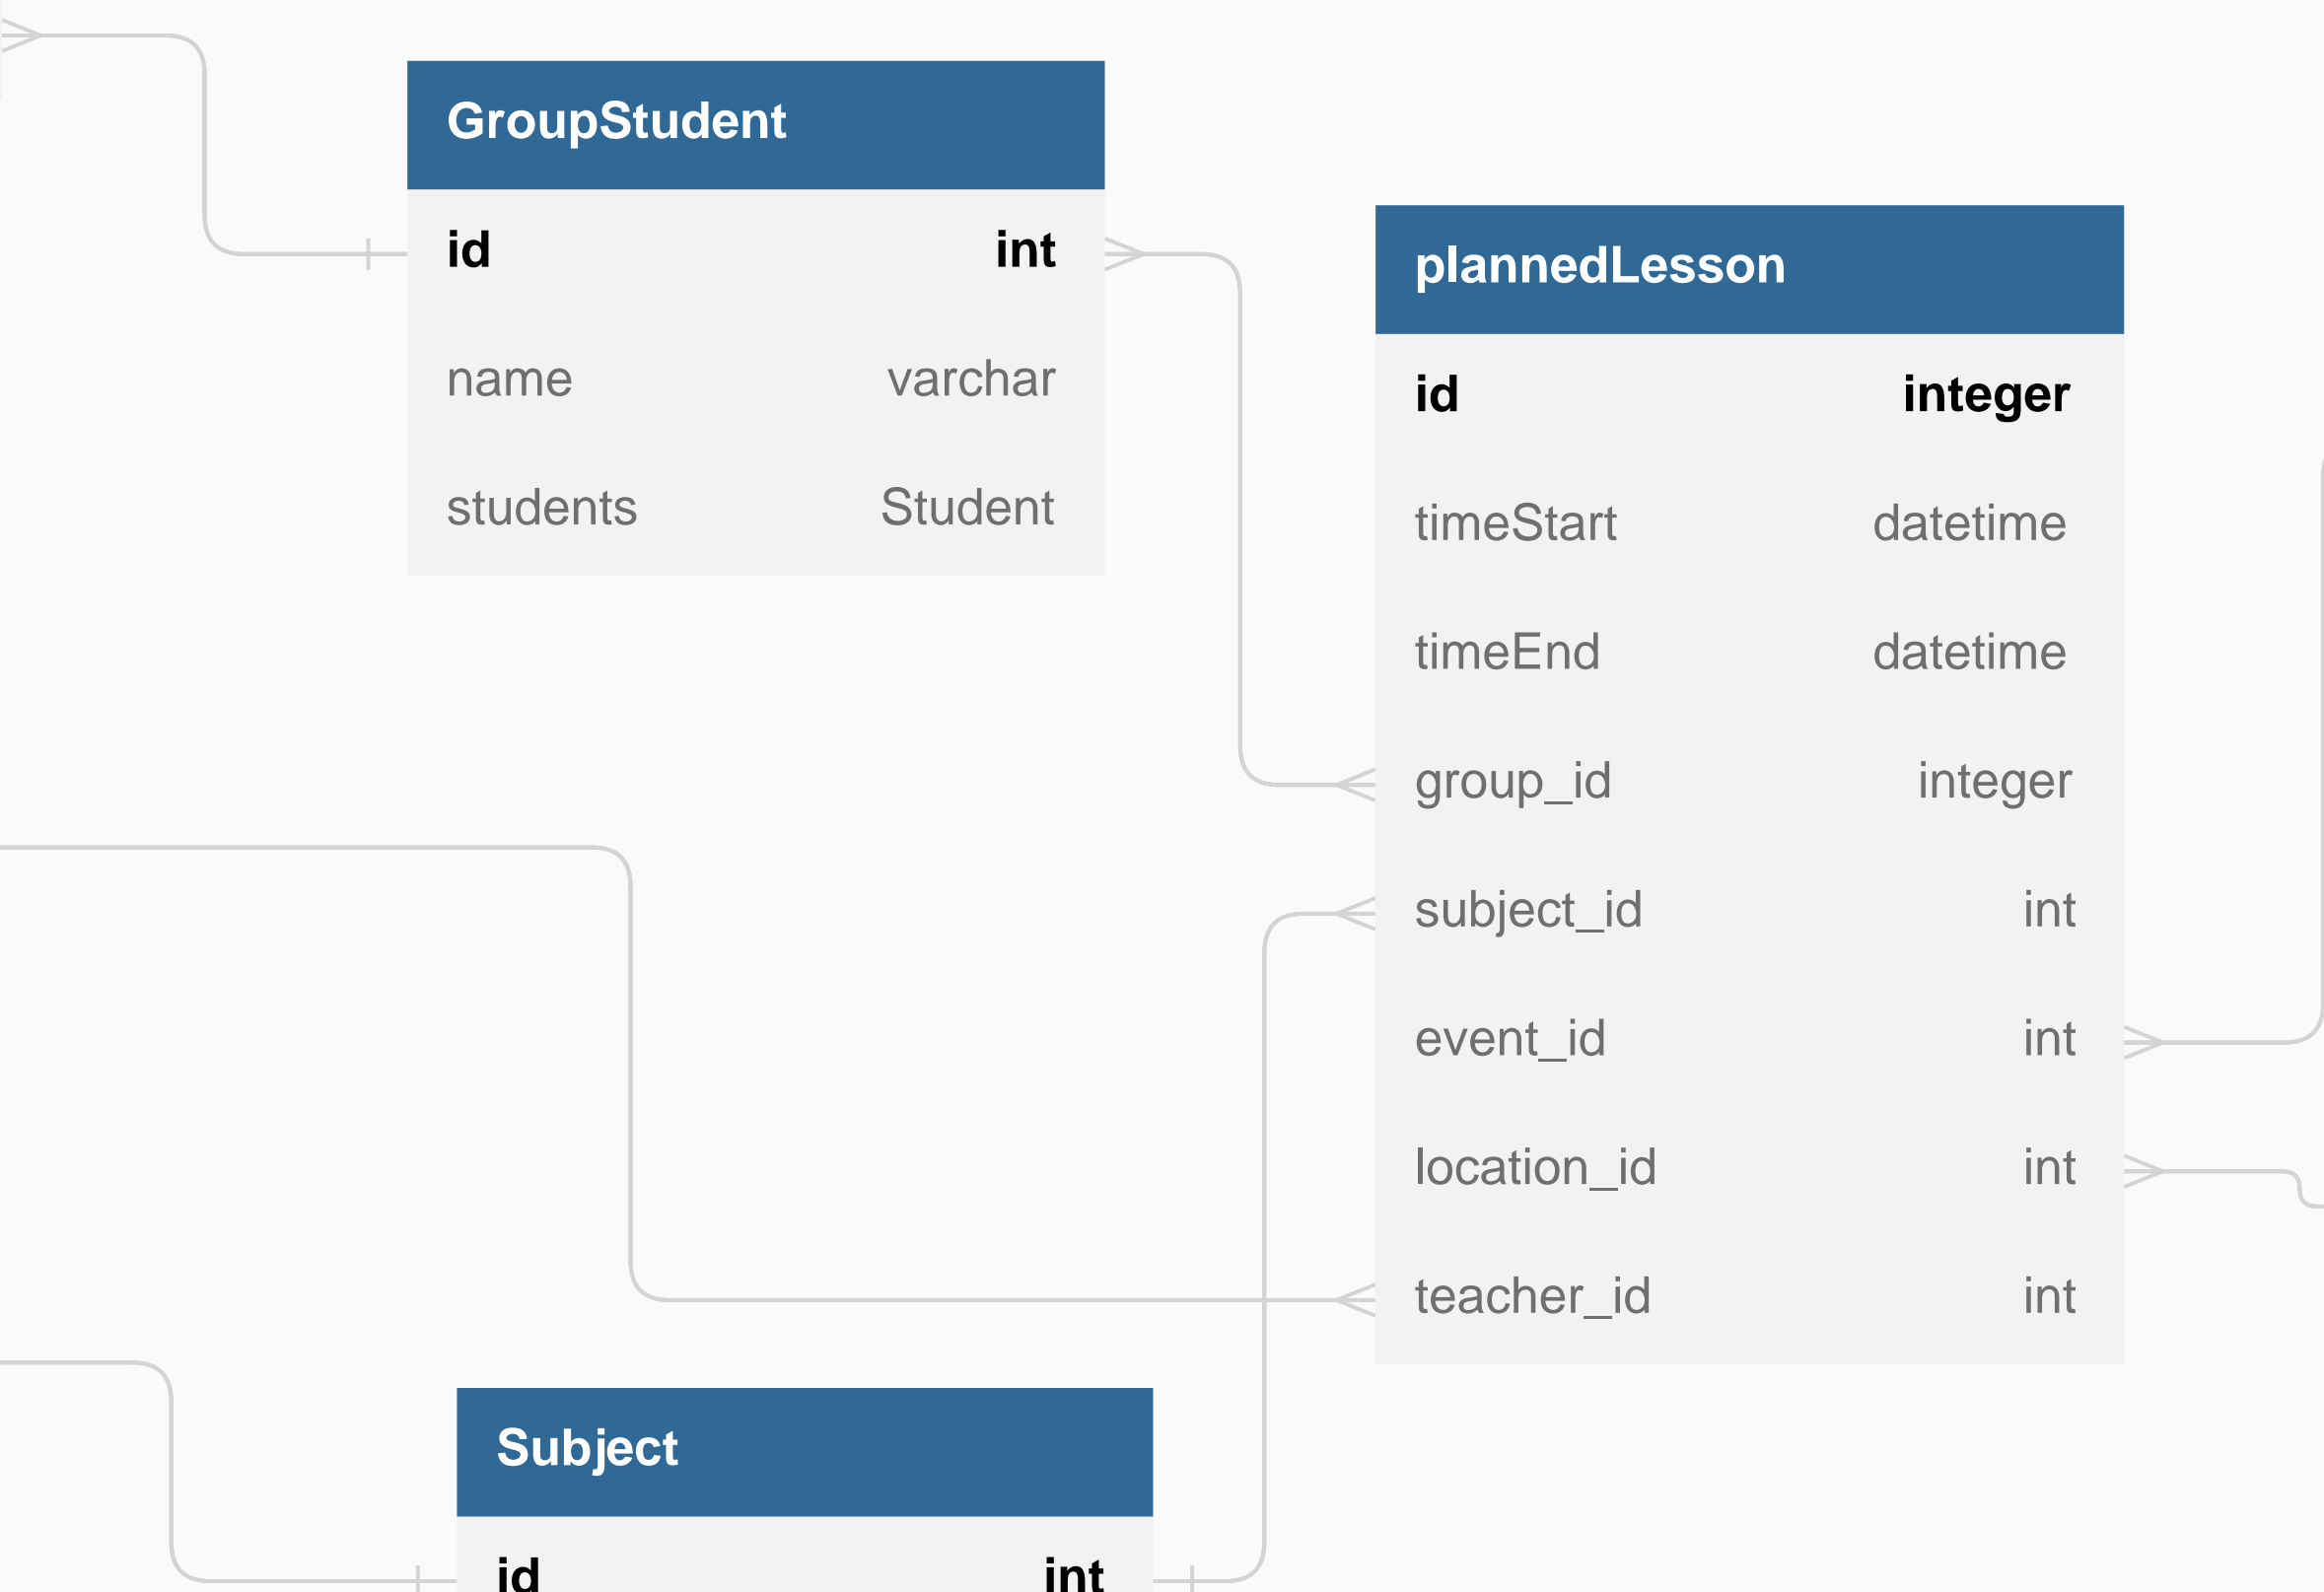 GroupStudent
id int
name varchar
students Student
plannedLesson
id integer
timeStart datetime
timeEnd datetime
group_id integer
subject_id int
event_id int
location_id int
teacher_id int
Subject
id int